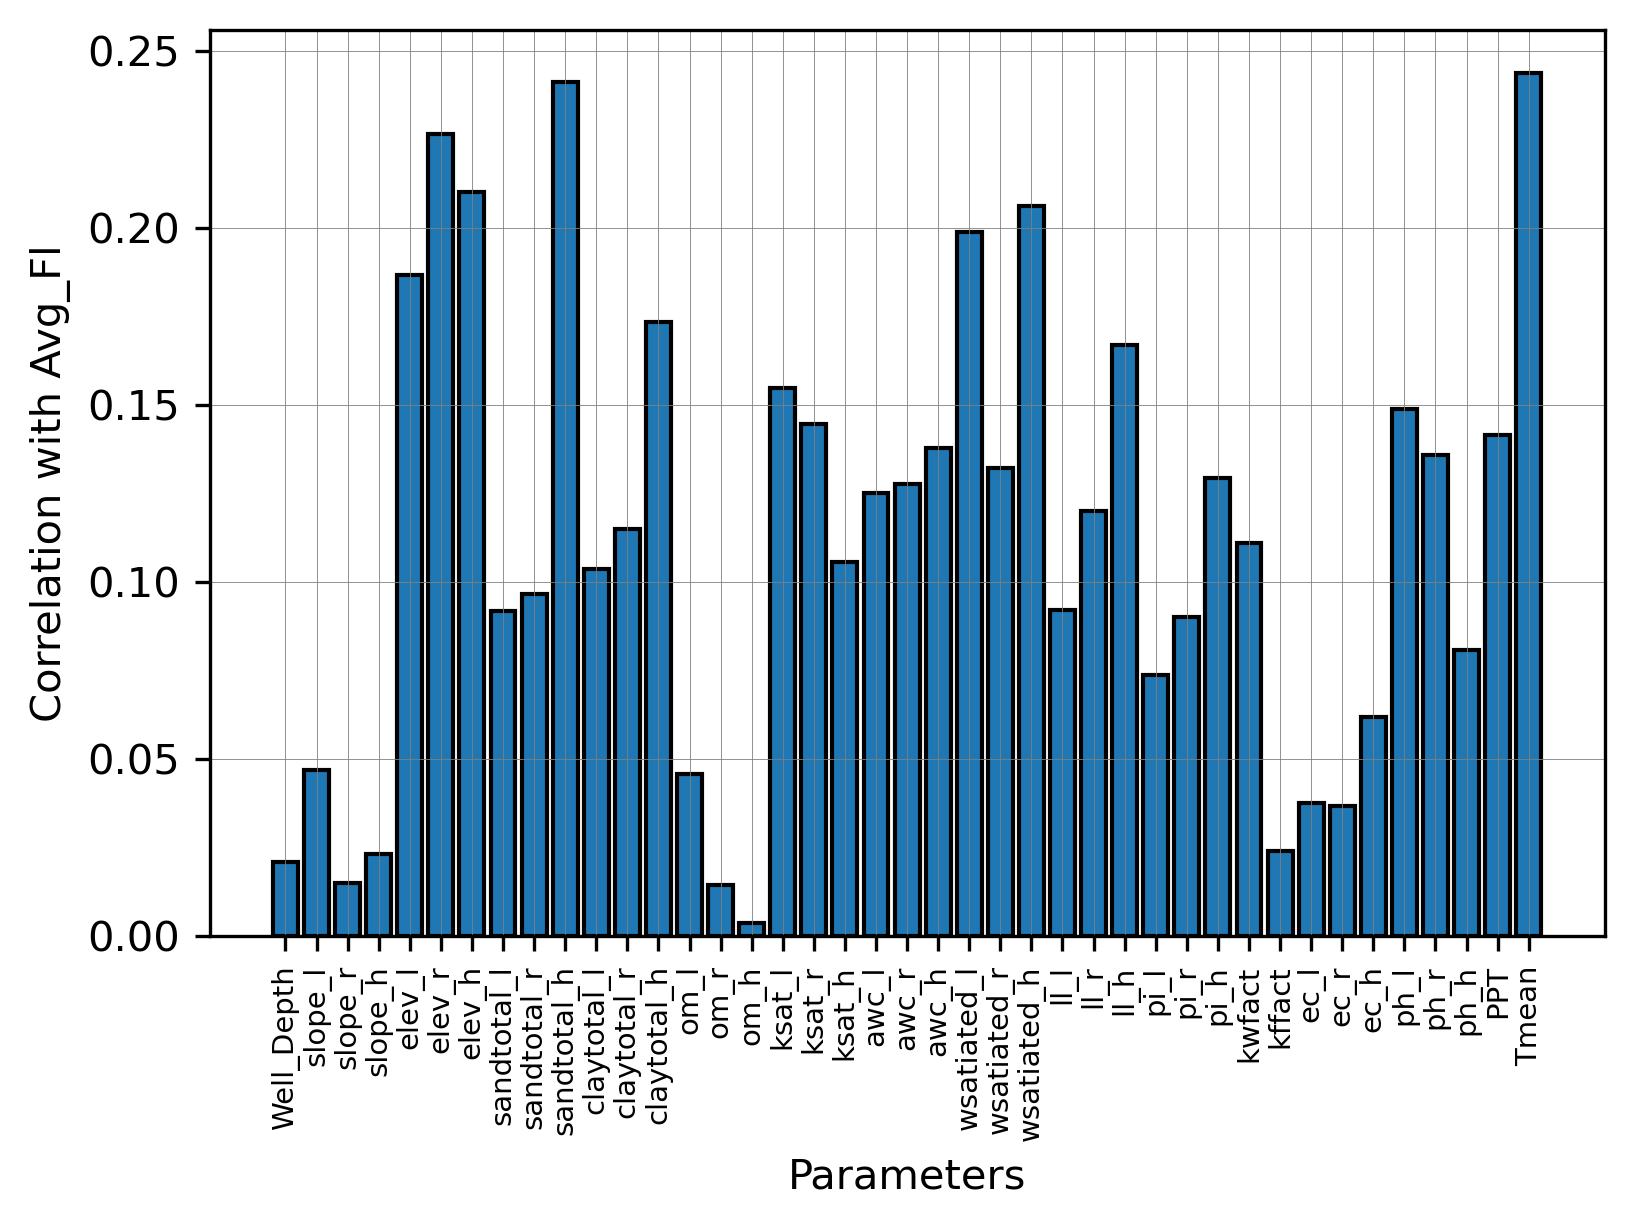 0.25
0.20
0.15
0.10
0.05
0.00
Correlation with Avg_Fl
Well_Depth
slope_l
slope_r
slope_h
elev_l
elev_r
elev_h
sandtotal_l
sandtotal_r
sandtotal_h
claytotal_l
claytotal_r
claytotal_h
om_l
om_r
om_h
ksat_l
ksat_r
ksat_h
awc_l
awc_r
awc_h
wsatiated_l
wsatiated_r
wsatiated_h
ll_l
ll_r
ll_h
pi_l
pi_r
pi_h
kwfact
kffact
ec_l
ec_r
ec_h
ph_l
ph_r
ph_h
PPT
Tmean
Parameters